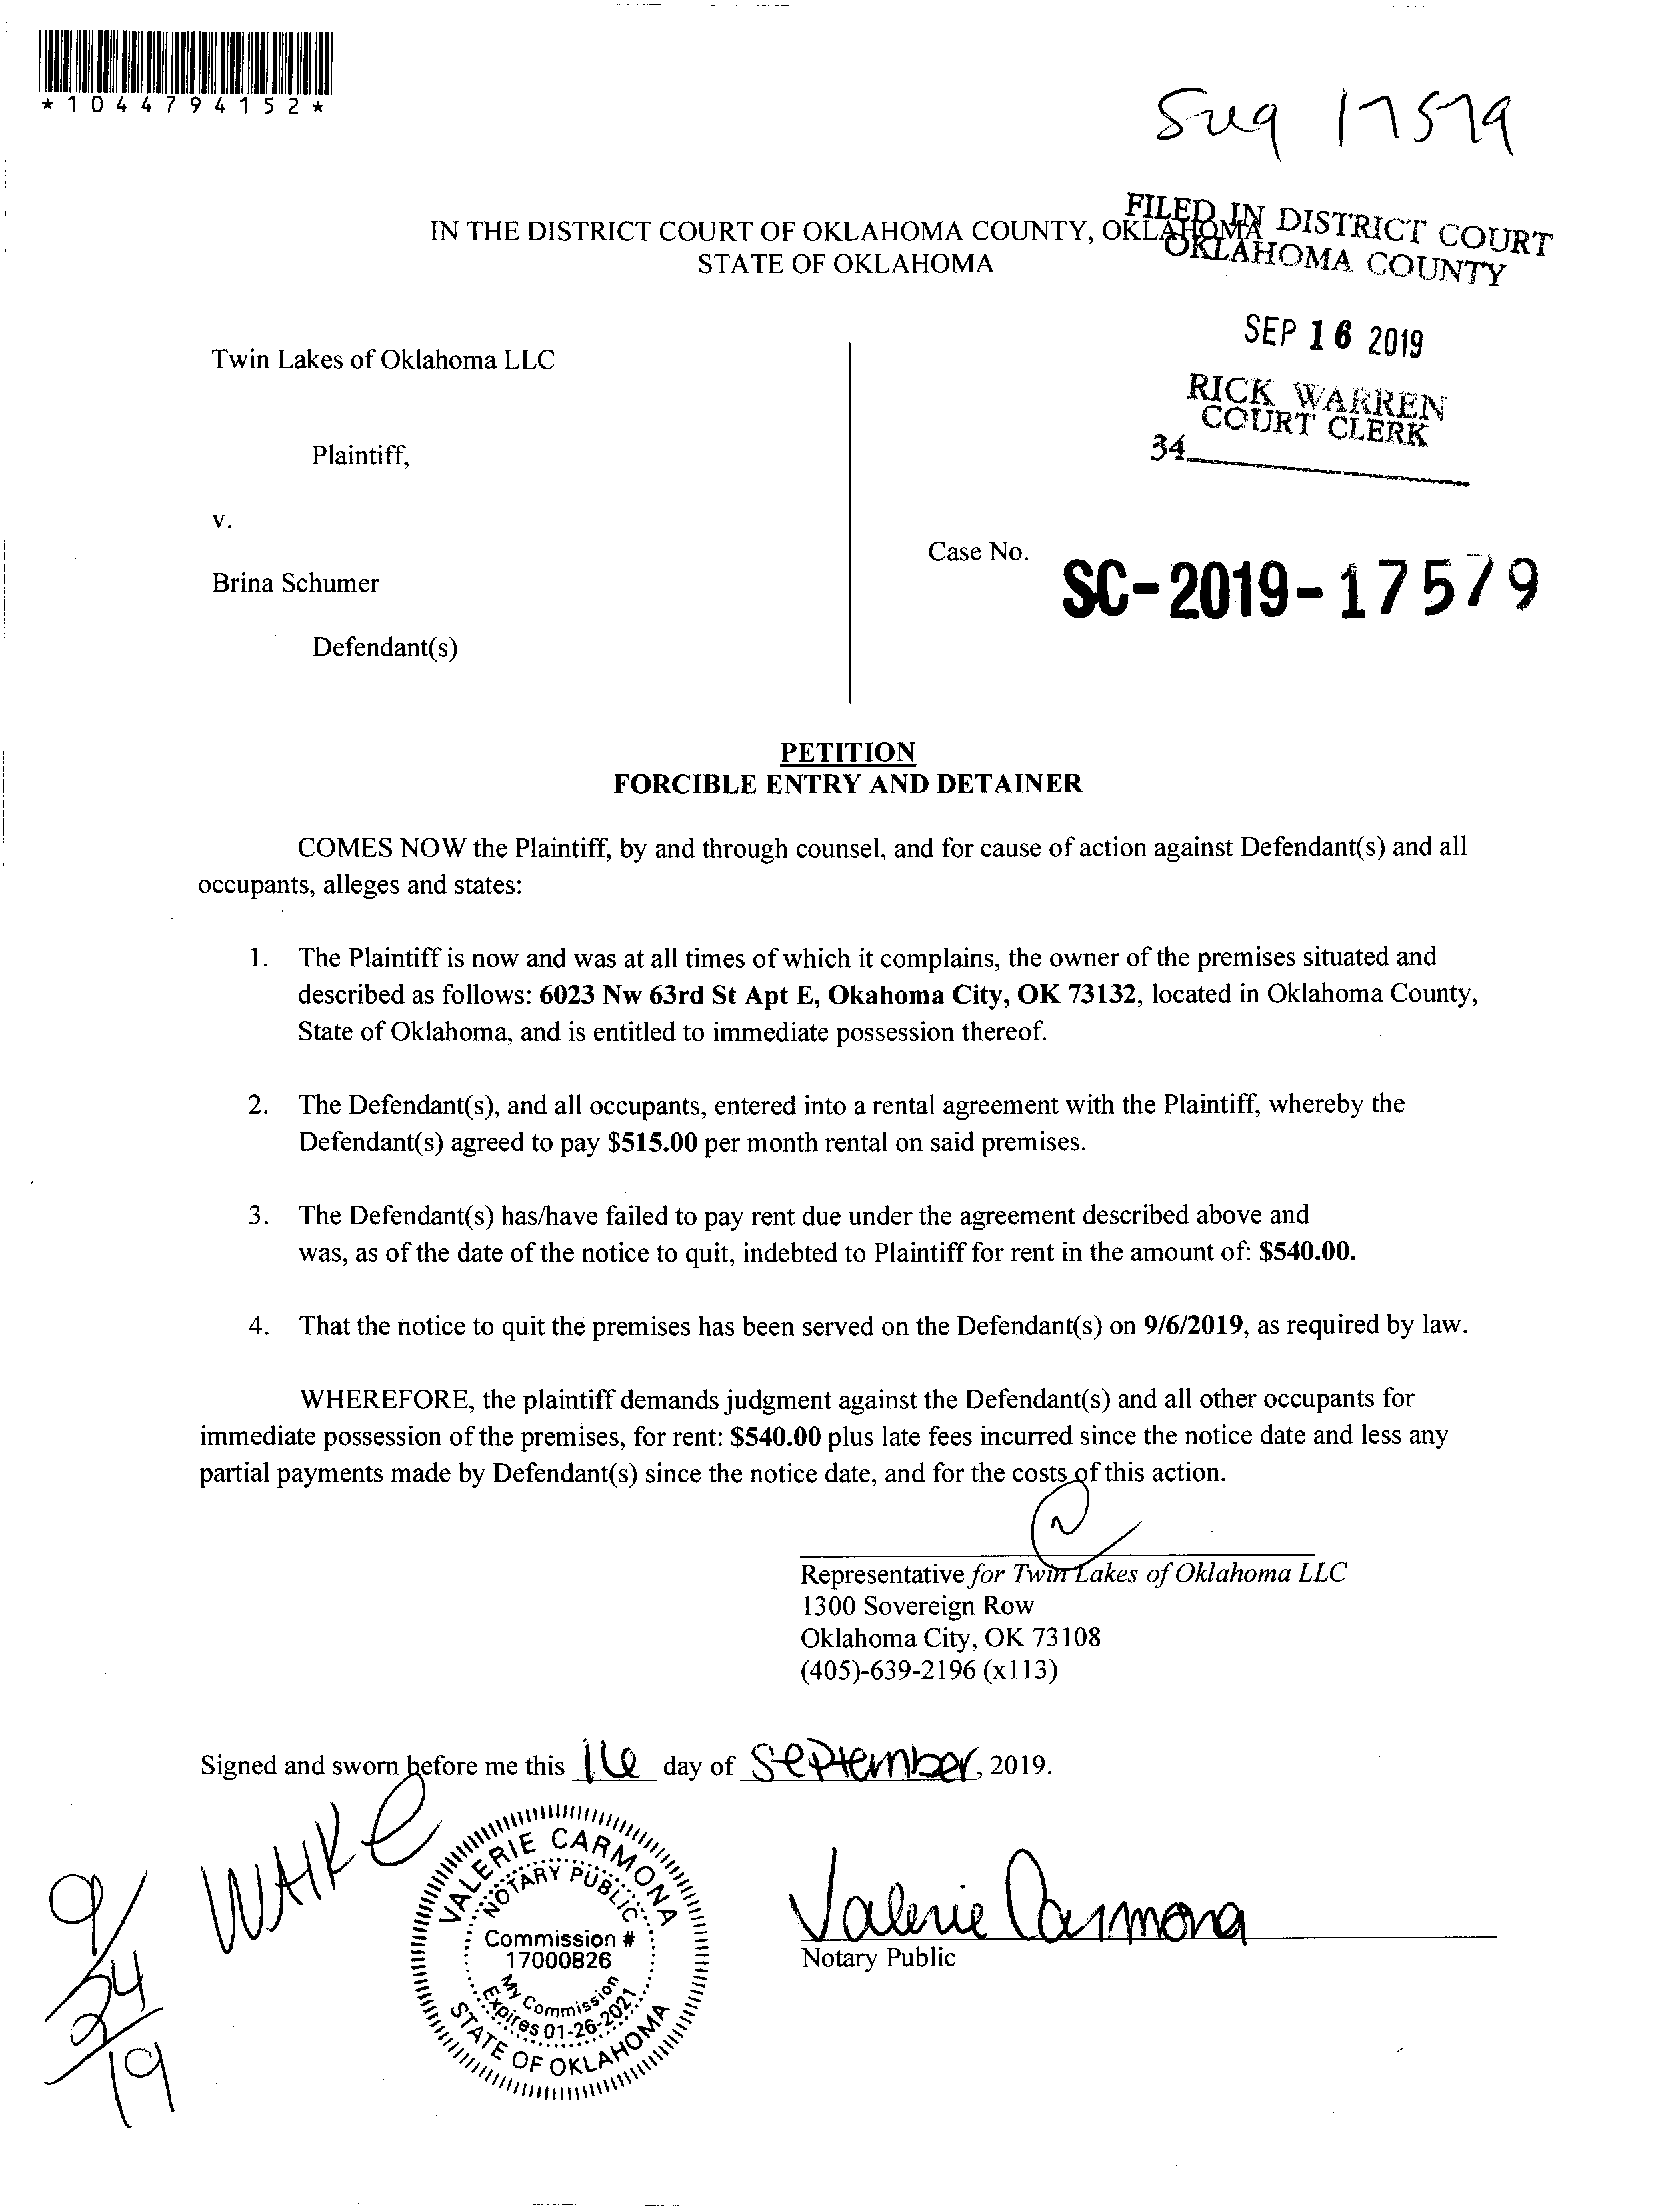 *1044794152*
17579
IN THE DISTRICT COURT OF OKLAHOMA COUNTY, OKLAHOMA
STATE OF OKLAHOMA
FILED IN DISTRICT COURT
OKLAHOMA COUNTY
SEP 16 2019
RICK WARREN
COURT CLERK
34
Twin Lakes of Oklahoma LLC
Plaintiff,
v.
Case No.
SC-2019-17579
Brina Schumer
Defendant(s)
PETITION
FORCIBLE ENTRY AND DETAINER
COMES NOW the Plaintiff, by and through counsel, and for cause of action against Defendant(s) and all
occupants, alleges and states:
1. The Plaintiff is now and was at all times of which it complains, the owner of the premises situated and
described as follows: 6023 Nw 63rd St Apt E, Okahoma City, OK 73132, located in Oklahoma County,
State of Oklahoma, and is entitled to immediate possession thereof.
2. The Defendant(s), and all occupants, entered into a rental agreement with the Plaintiff, whereby the
Defendant(s) agreed to pay $515.00 per month rental on said premises.
3. The Defendant(s) has/have failed to pay rent due under the agreement described above and
was, as of the date of the notice to quit, indebted to Plaintiff for rent in the amount of: $540.00.
4. That the notice to quit the premises has been served on the Defendant(s) on 9/6/2019, as required by law.
WHEREFORE, the plaintiff demands judgment against the Defendant(s) and all other occupants for
immediate possession of the premises, for rent: $540.00 plus late fees incurred since the notice date and less any
partial payments made by Defendant(s) since the notice date, and for the costs of this action.
Representative for Twin Lakes of Oklahoma LLC
1300 Sovereign Row
Oklahoma City, OK 73108
(405)-639-2196 (x113)
Signed and sworn before me this 16 day of September, 2019.
9/24/19
VALERIE CARMONA
NOTARY PUBLIC
Commission #
17000826
My Commission
Expires 01-26-2021
STATE OF OKLAHOMA
Valerie Carmona
Notary Public